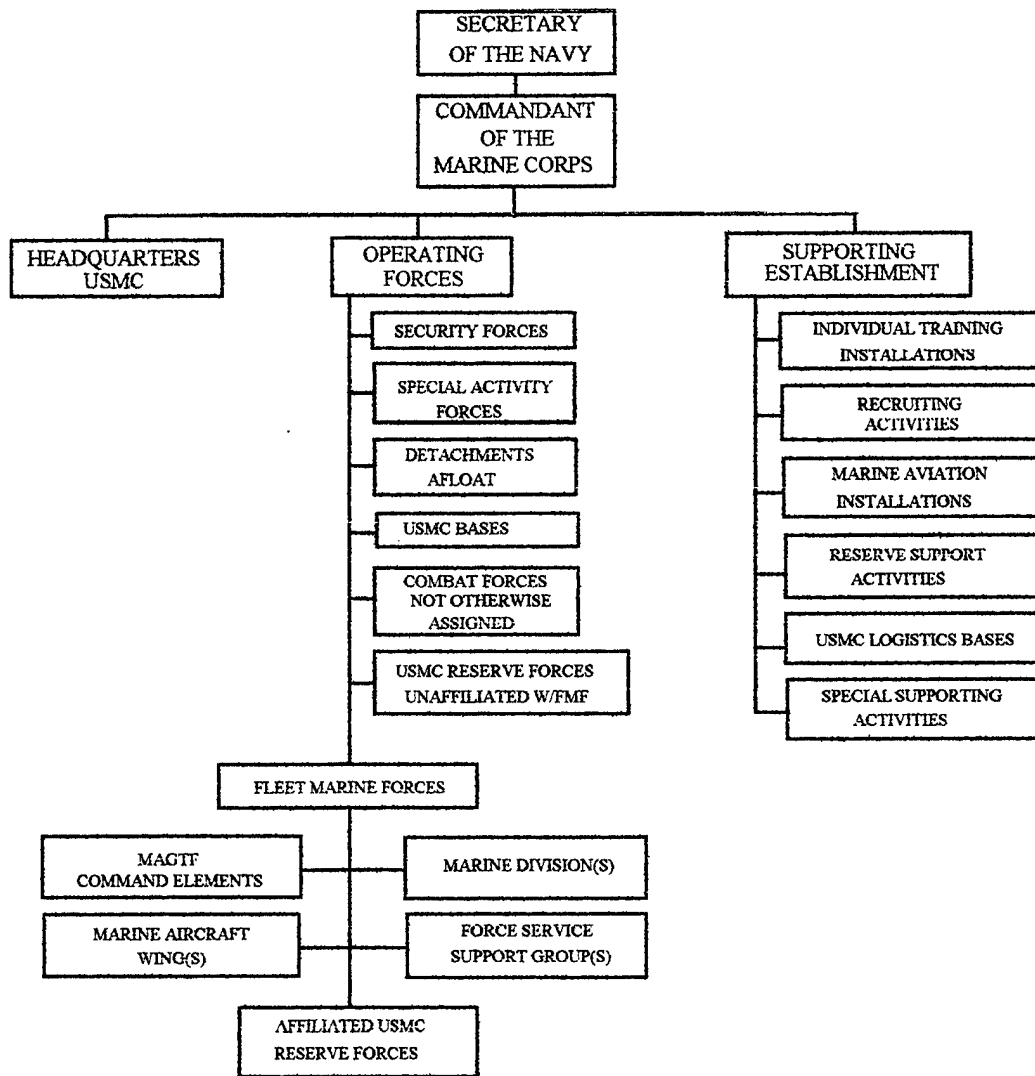 SECRETARY
OF THE NAVY
COMMANDANT
OF THE
MARINE CORPS
HEADQUARTERS
USMC
OPERATING
FORCES
SUPPORTING
ESTABLISHMENT
SECURITY FORCES
SPECIAL ACTIVITY
FORCES
DETACHMENTS
AFLOAT
USMC BASES
COMBAT FORCES
NOT OTHERWISE
ASSIGNED
USMC RESERVE FORCES
UNAFFILIATED W/FMF
INDIVIDUAL TRAINING
INSTALLATIONS
RECRUITING
ACTIVITIES
MARINE AVIATION
INSTALLATIONS
RESERVE SUPPORT
ACTIVITIES
USMC LOGISTICS BASES
SPECIAL SUPPORTING
ACTIVITIES
FLEET MARINE FORCES
MAGTF
COMMAND ELEMENTS
MARINE DIVISION(S)
MARINE AIRCRAFT
WING(S)
FORCE SERVICE
SUPPORT GROUP(S)
AFFILIATED USMC
RESERVE FORCES